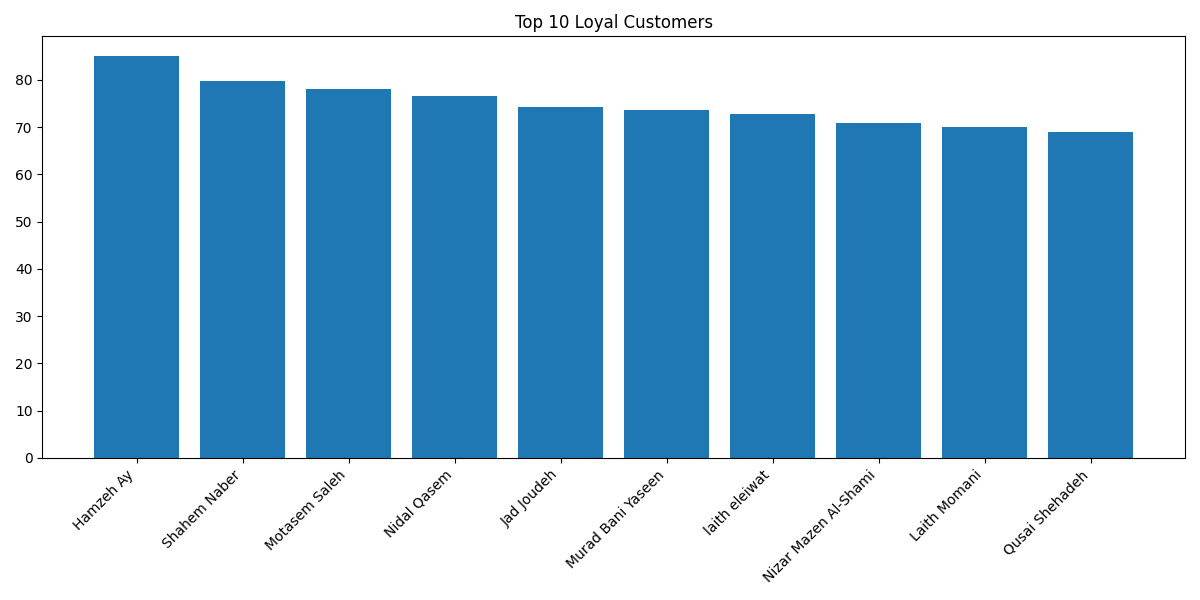 Top 10 Loyal Customers
80
70
60
50
40
30
20
10
0
Hamzeh Ay
Shahem Naber
Motasem Saleh
Nidal Qasem
Jad Joudeh
Murad Bani Yaseen
laith eleiwat
Nizar Mazen Al-Shami
Laith Momani
Qusai Shehadeh